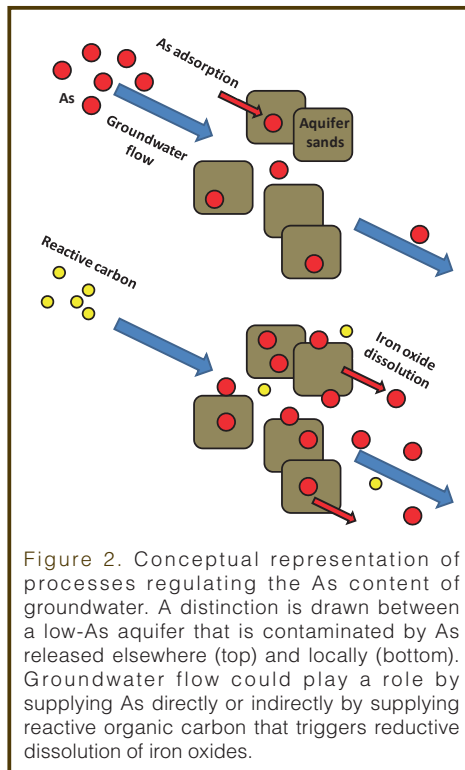 As adsorption
As
Aquifer
sands
Groundwater
flow
Reactive carbon
Iron oxide
dissolution
Figure 2. Conceptual representation of
processes regulating the As content of
groundwater. A distinction is drawn between
a low-As aquifer that is contaminated by As
released elsewhere (top) and locally (bottom).
Groundwater flow could play a role by
supplying As directly or indirectly by supplying
reactive organic carbon that triggers reductive
dissolution of iron oxides.